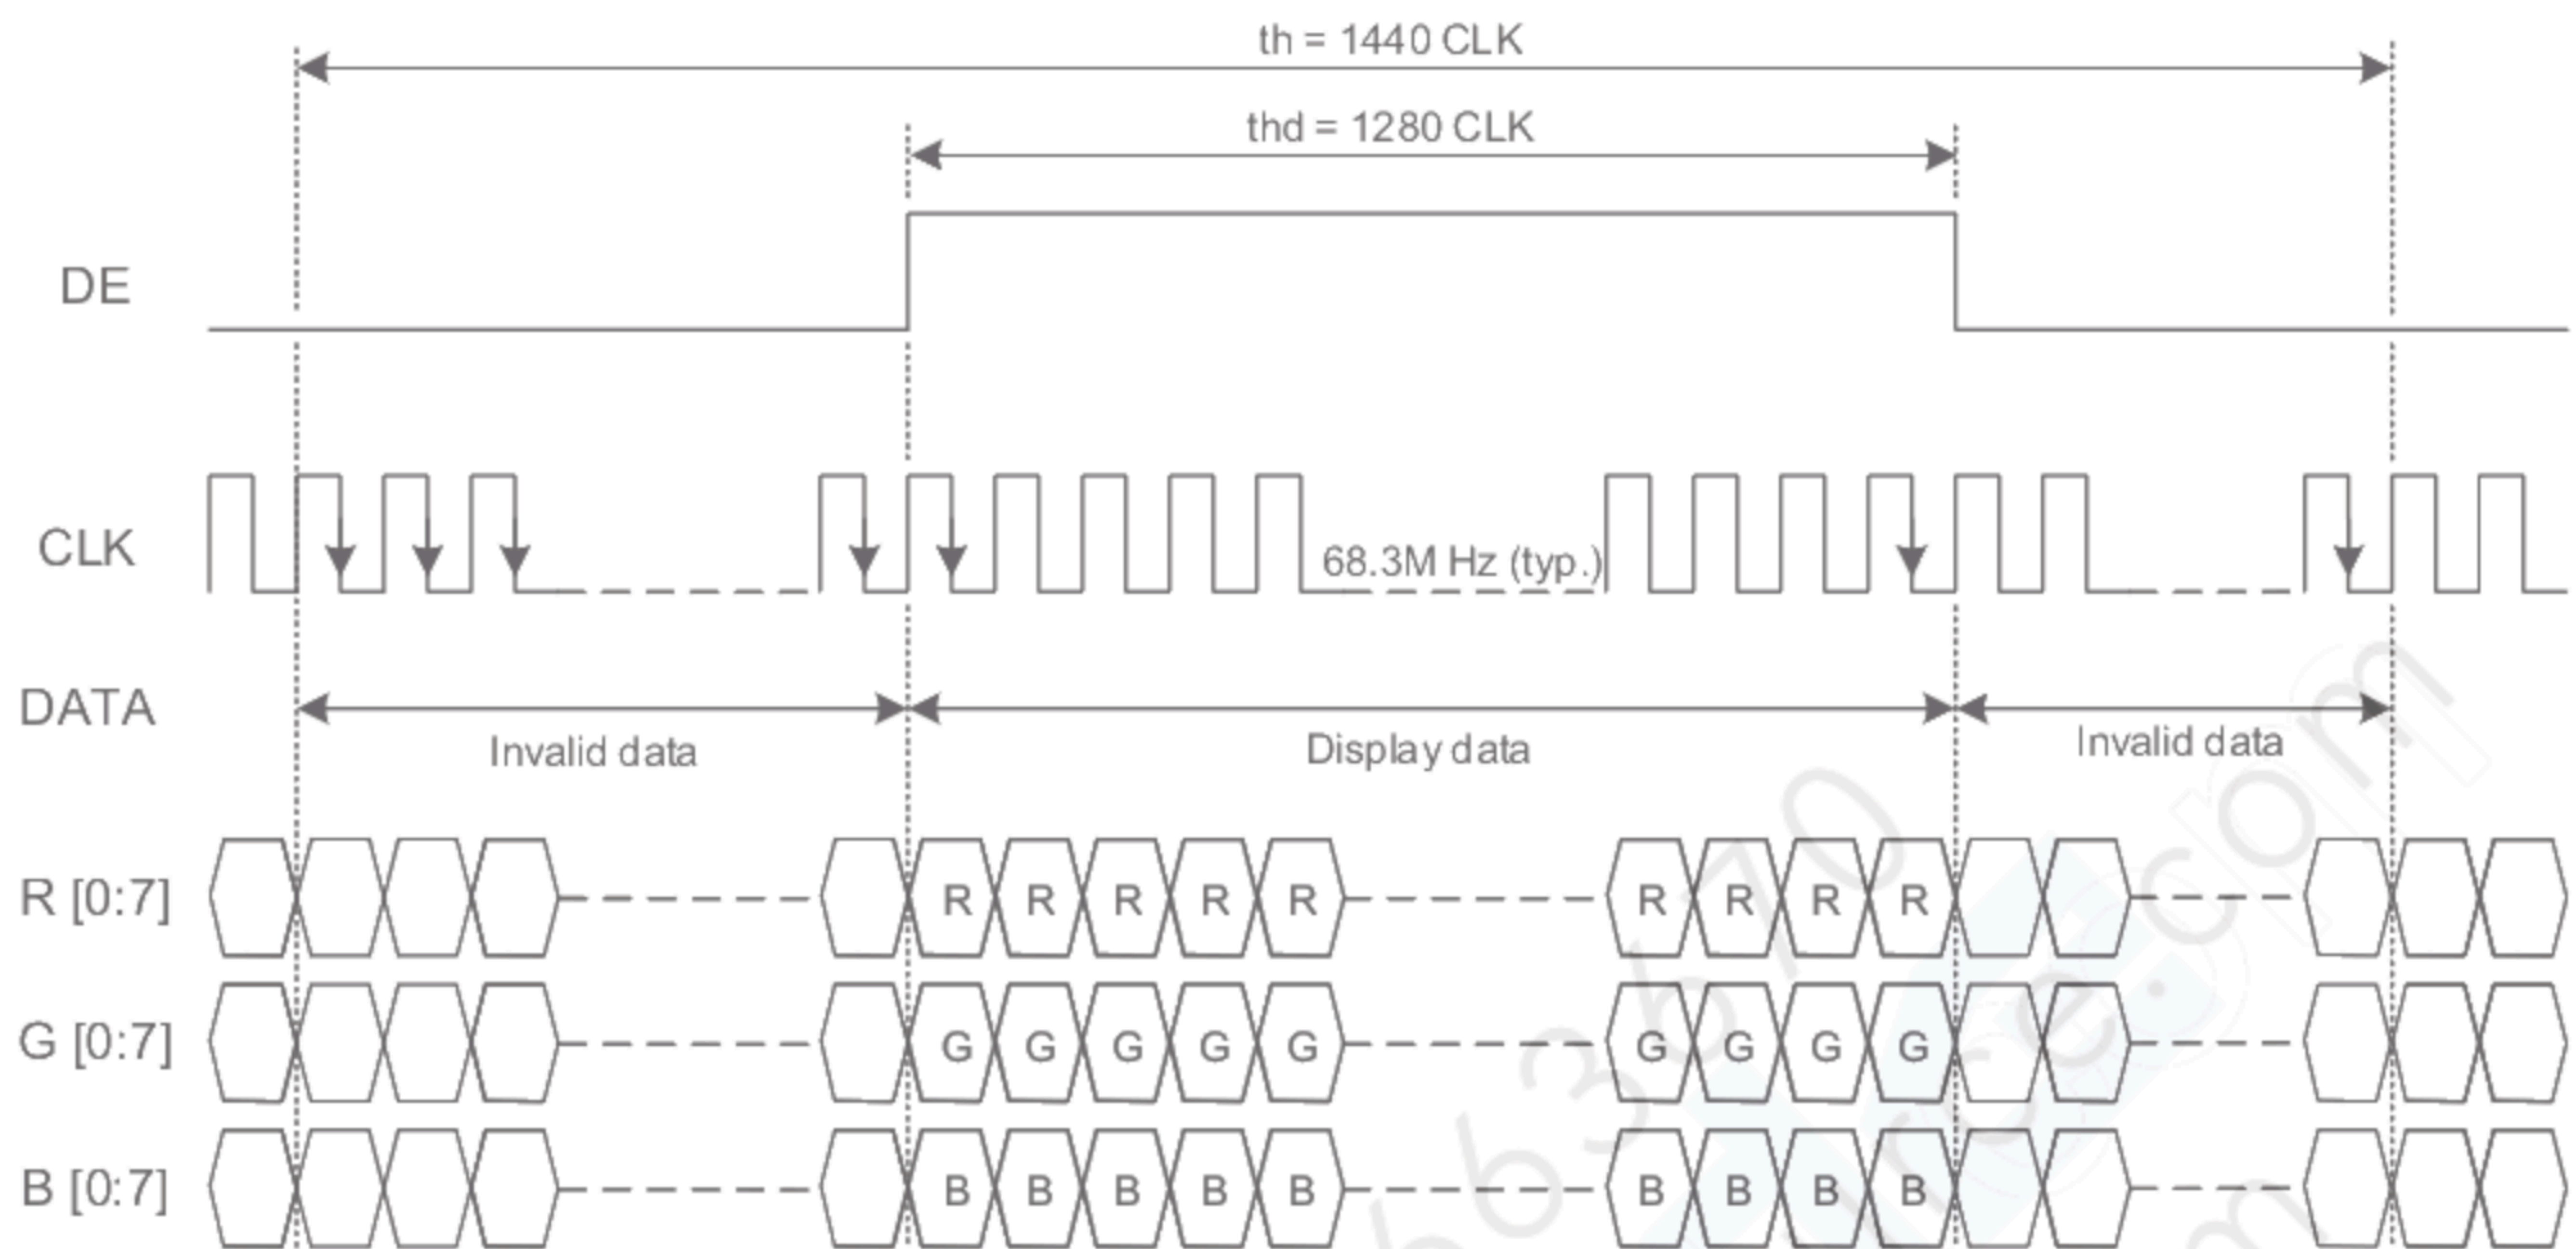 th = 1440 CLK
thd = 1280 CLK
DE
CLK
68.3M Hz (typ.)
DATA
Invalid data
Display data
Invalid data
R [0:7]
R R R R R R R R R
G [0:7]
G G G G G G G G G
B [0:7]
B B B B B B B B B